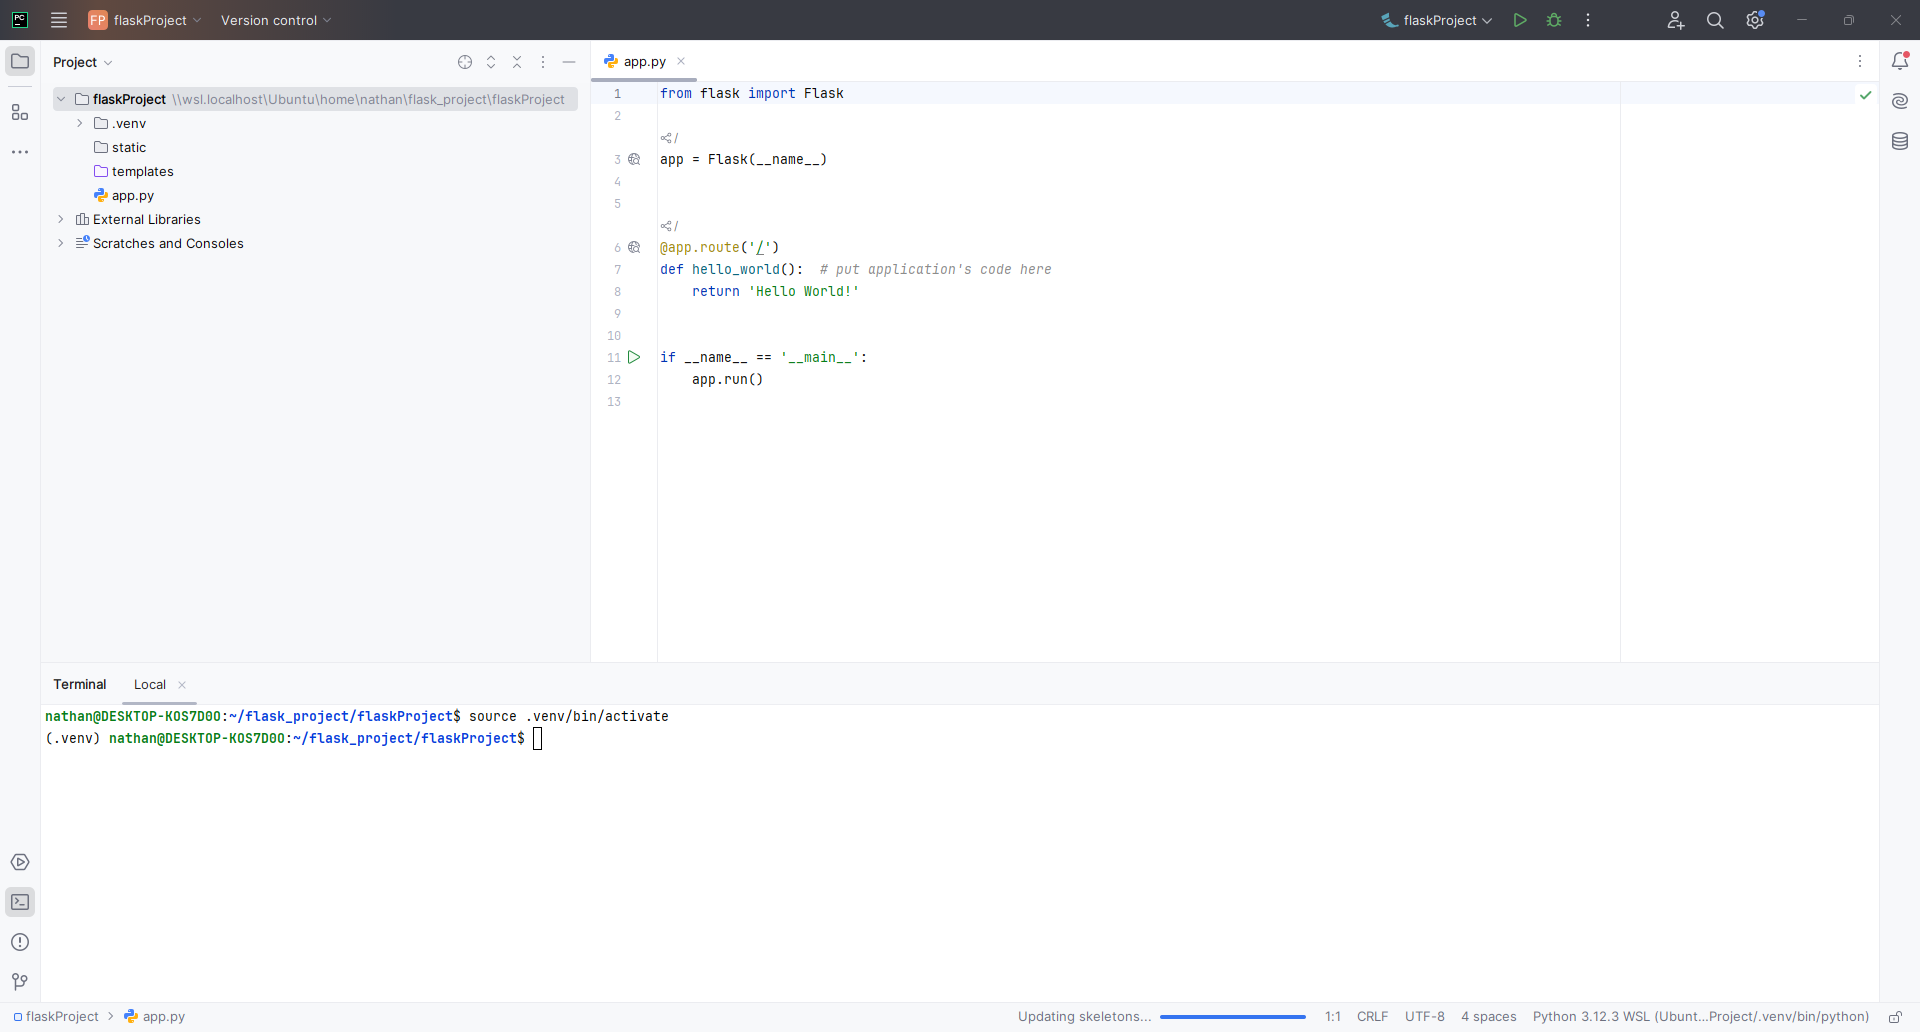 PC
FP flaskProject
Version control
flaskProject
Project
flaskProject \\wsl.localhost\Ubuntu\home\nathan\flask_project\flaskProject
.venv
static
templates
app.py
External Libraries
Scratches and Consoles
app.py
1 from flask import Flask
2
/
3 app = Flask(__name__)
4
5
/
6 @app.route('/')
7 def hello_world():  # put application's code here
8     return 'Hello World!'
9
10
11 if __name__ == '__main__':
12     app.run()
13
Terminal Local
nathan@DESKTOP-KOS7D0O:~/flask_project/flaskProject$ source .venv/bin/activate
(.venv) nathan@DESKTOP-KOS7D0O:~/flask_project/flaskProject$
flaskProject > app.py
Updating skeletons... 1:1 CRLF UTF-8 4 spaces Python 3.12.3 WSL (Ubunt...Project/.venv/bin/python)